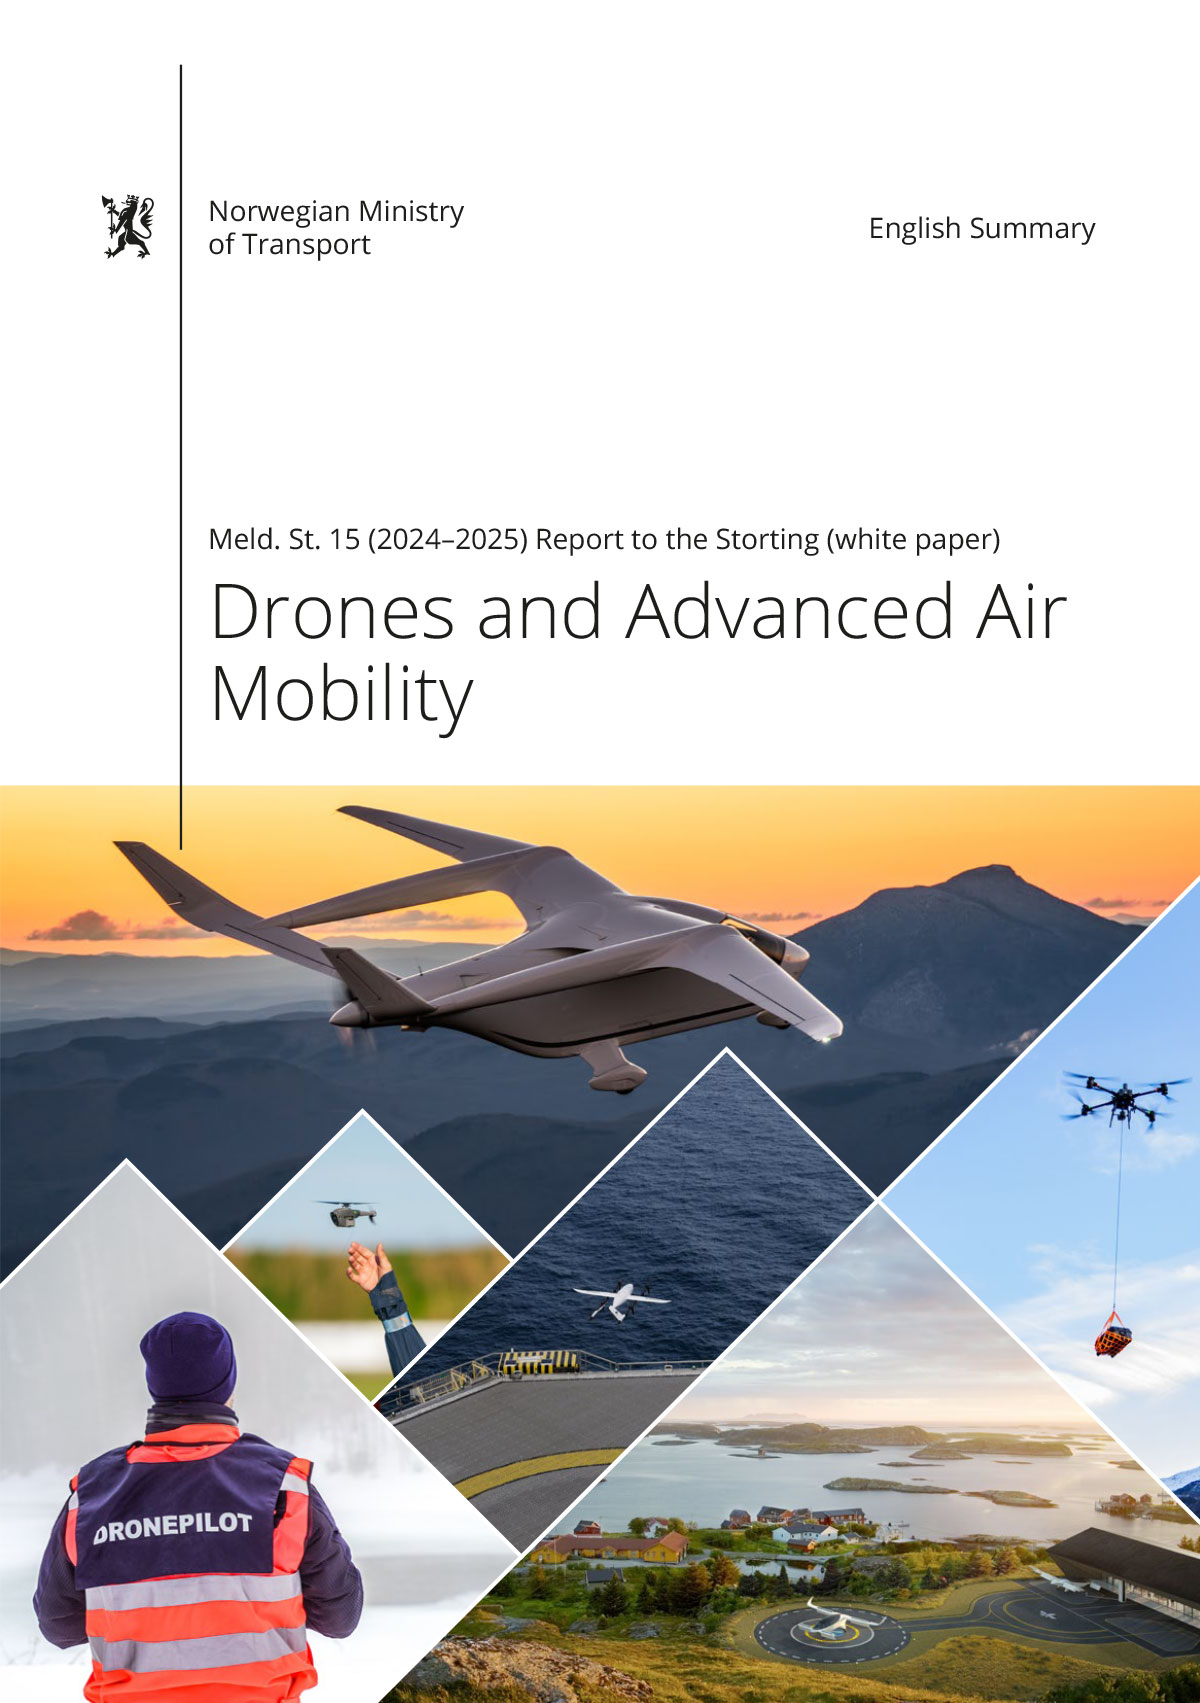 Norwegian Ministry
of Transport
English Summary
Meld. St. 15 (2024–2025) Report to the Storting (white paper)
Drones and Advanced Air
Mobility
DRONEPILOT